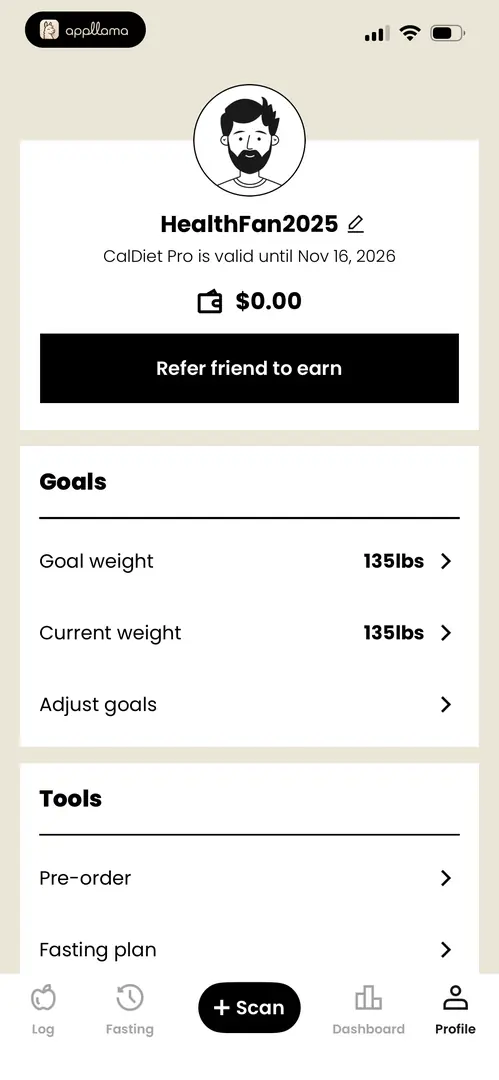 appllama
HealthFan2025
CalDiet Pro is valid until Nov 16, 2026
$0.00
Refer friend to earn
Goals
Goal weight 135lbs
Current weight 135lbs
Adjust goals
Tools
Pre-order
Fasting plan
Log Fasting + Scan Dashboard Profile